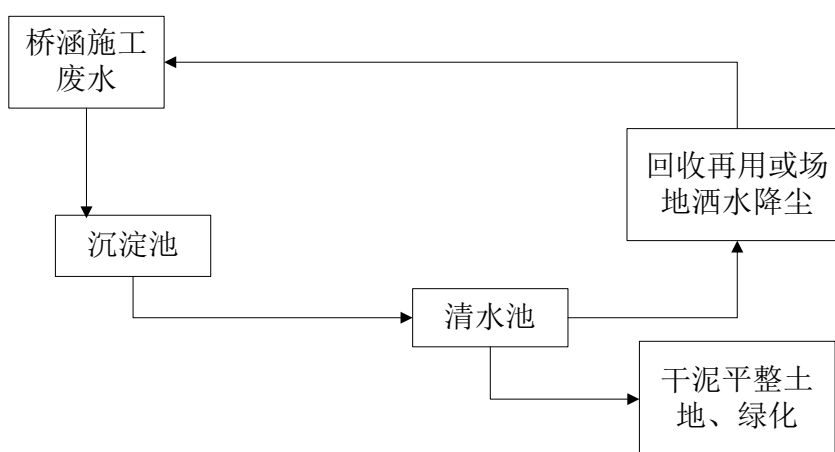 桥涵施工
废水
回收再用或场
地洒水降尘
沉淀池
清水池
干泥平整土
地、绿化